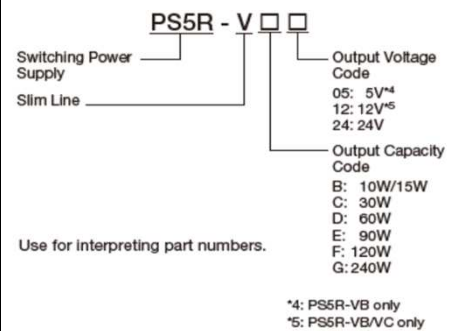 PS5R - V □ □
Switching Power
Supply
Slim Line
Output Voltage
Code
05: 5V*4
12: 12V*5
24: 24V
Output Capacity
Code
B: 10W/15W
C: 30W
D: 60W
E: 90W
F: 120W
G: 240W
Use for interpreting part numbers.
*4: PS5R-VB only
*5: PS5R-VB/VC only